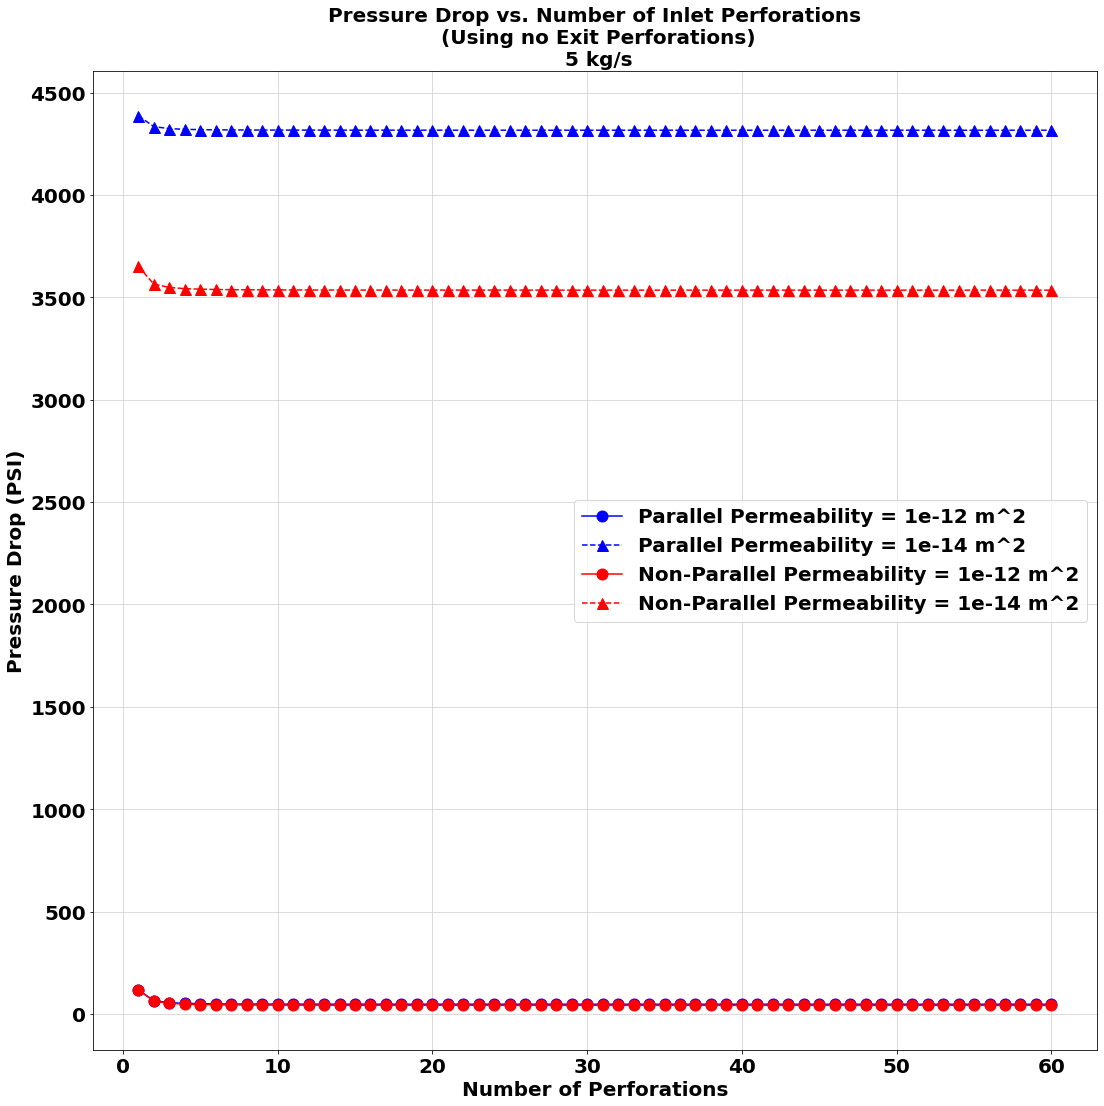 Pressure Drop vs. Number of Inlet Perforations
(Using no Exit Perforations)
5 kg/s
Pressure Drop (PSI)
4500
4000
3500
3000
2500
2000
1500
1000
500
0
Parallel Permeability = 1e-12 m^2
Parallel Permeability = 1e-14 m^2
Non-Parallel Permeability = 1e-12 m^2
Non-Parallel Permeability = 1e-14 m^2
0 10 20 30 40 50 60
Number of Perforations